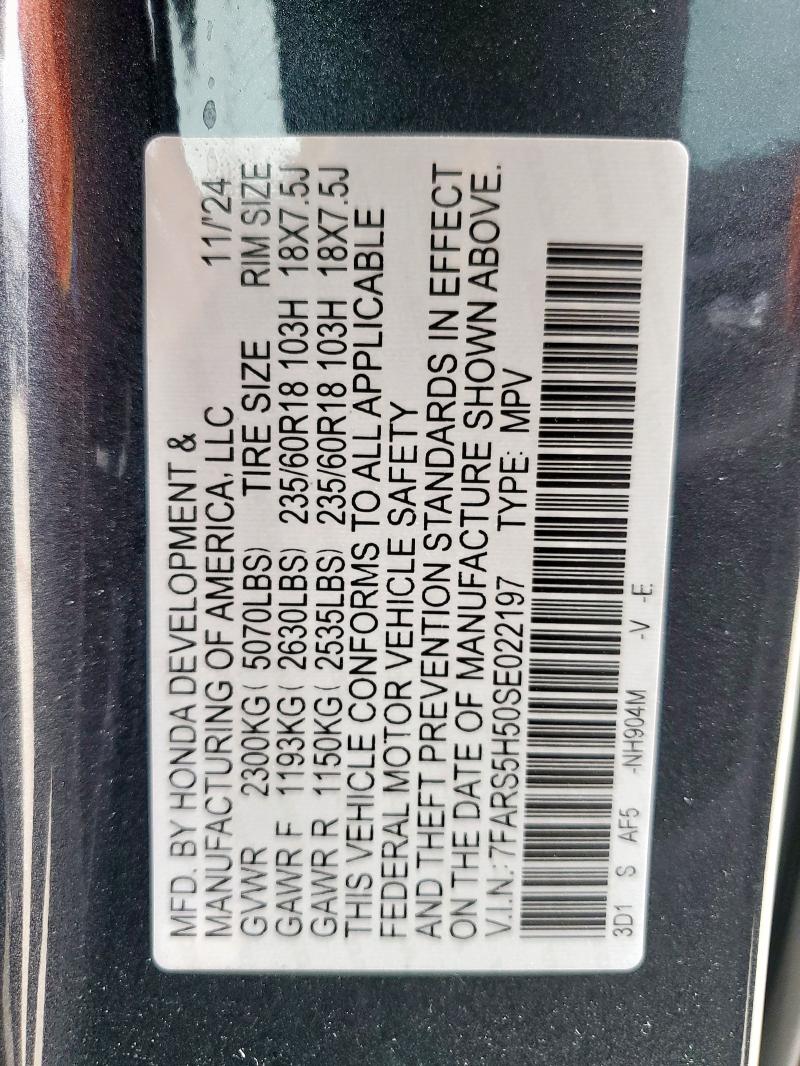 MFD. BY HONDA DEVELOPMENT &
MANUFACTURING OF AMERICA, LLC 11/'24
GVWR 2300KG( 5070LBS) TIRE SIZE RIM SIZE
GAWR F 1193KG( 2630LBS) 235/60R18 103H 18X7.5J
GAWR R 1150KG( 2535LBS) 235/60R18 103H 18X7.5J
THIS VEHICLE CONFORMS TO ALL APPLICABLE
FEDERAL MOTOR VEHICLE SAFETY
AND THEFT PREVENTION STANDARDS IN EFFECT
ON THE DATE OF MANUFACTURE SHOWN ABOVE.
V.I.N.: 7FARS5H50SE022197 TYPE: MPV
3D1 S AF5 -NH904M -V -E